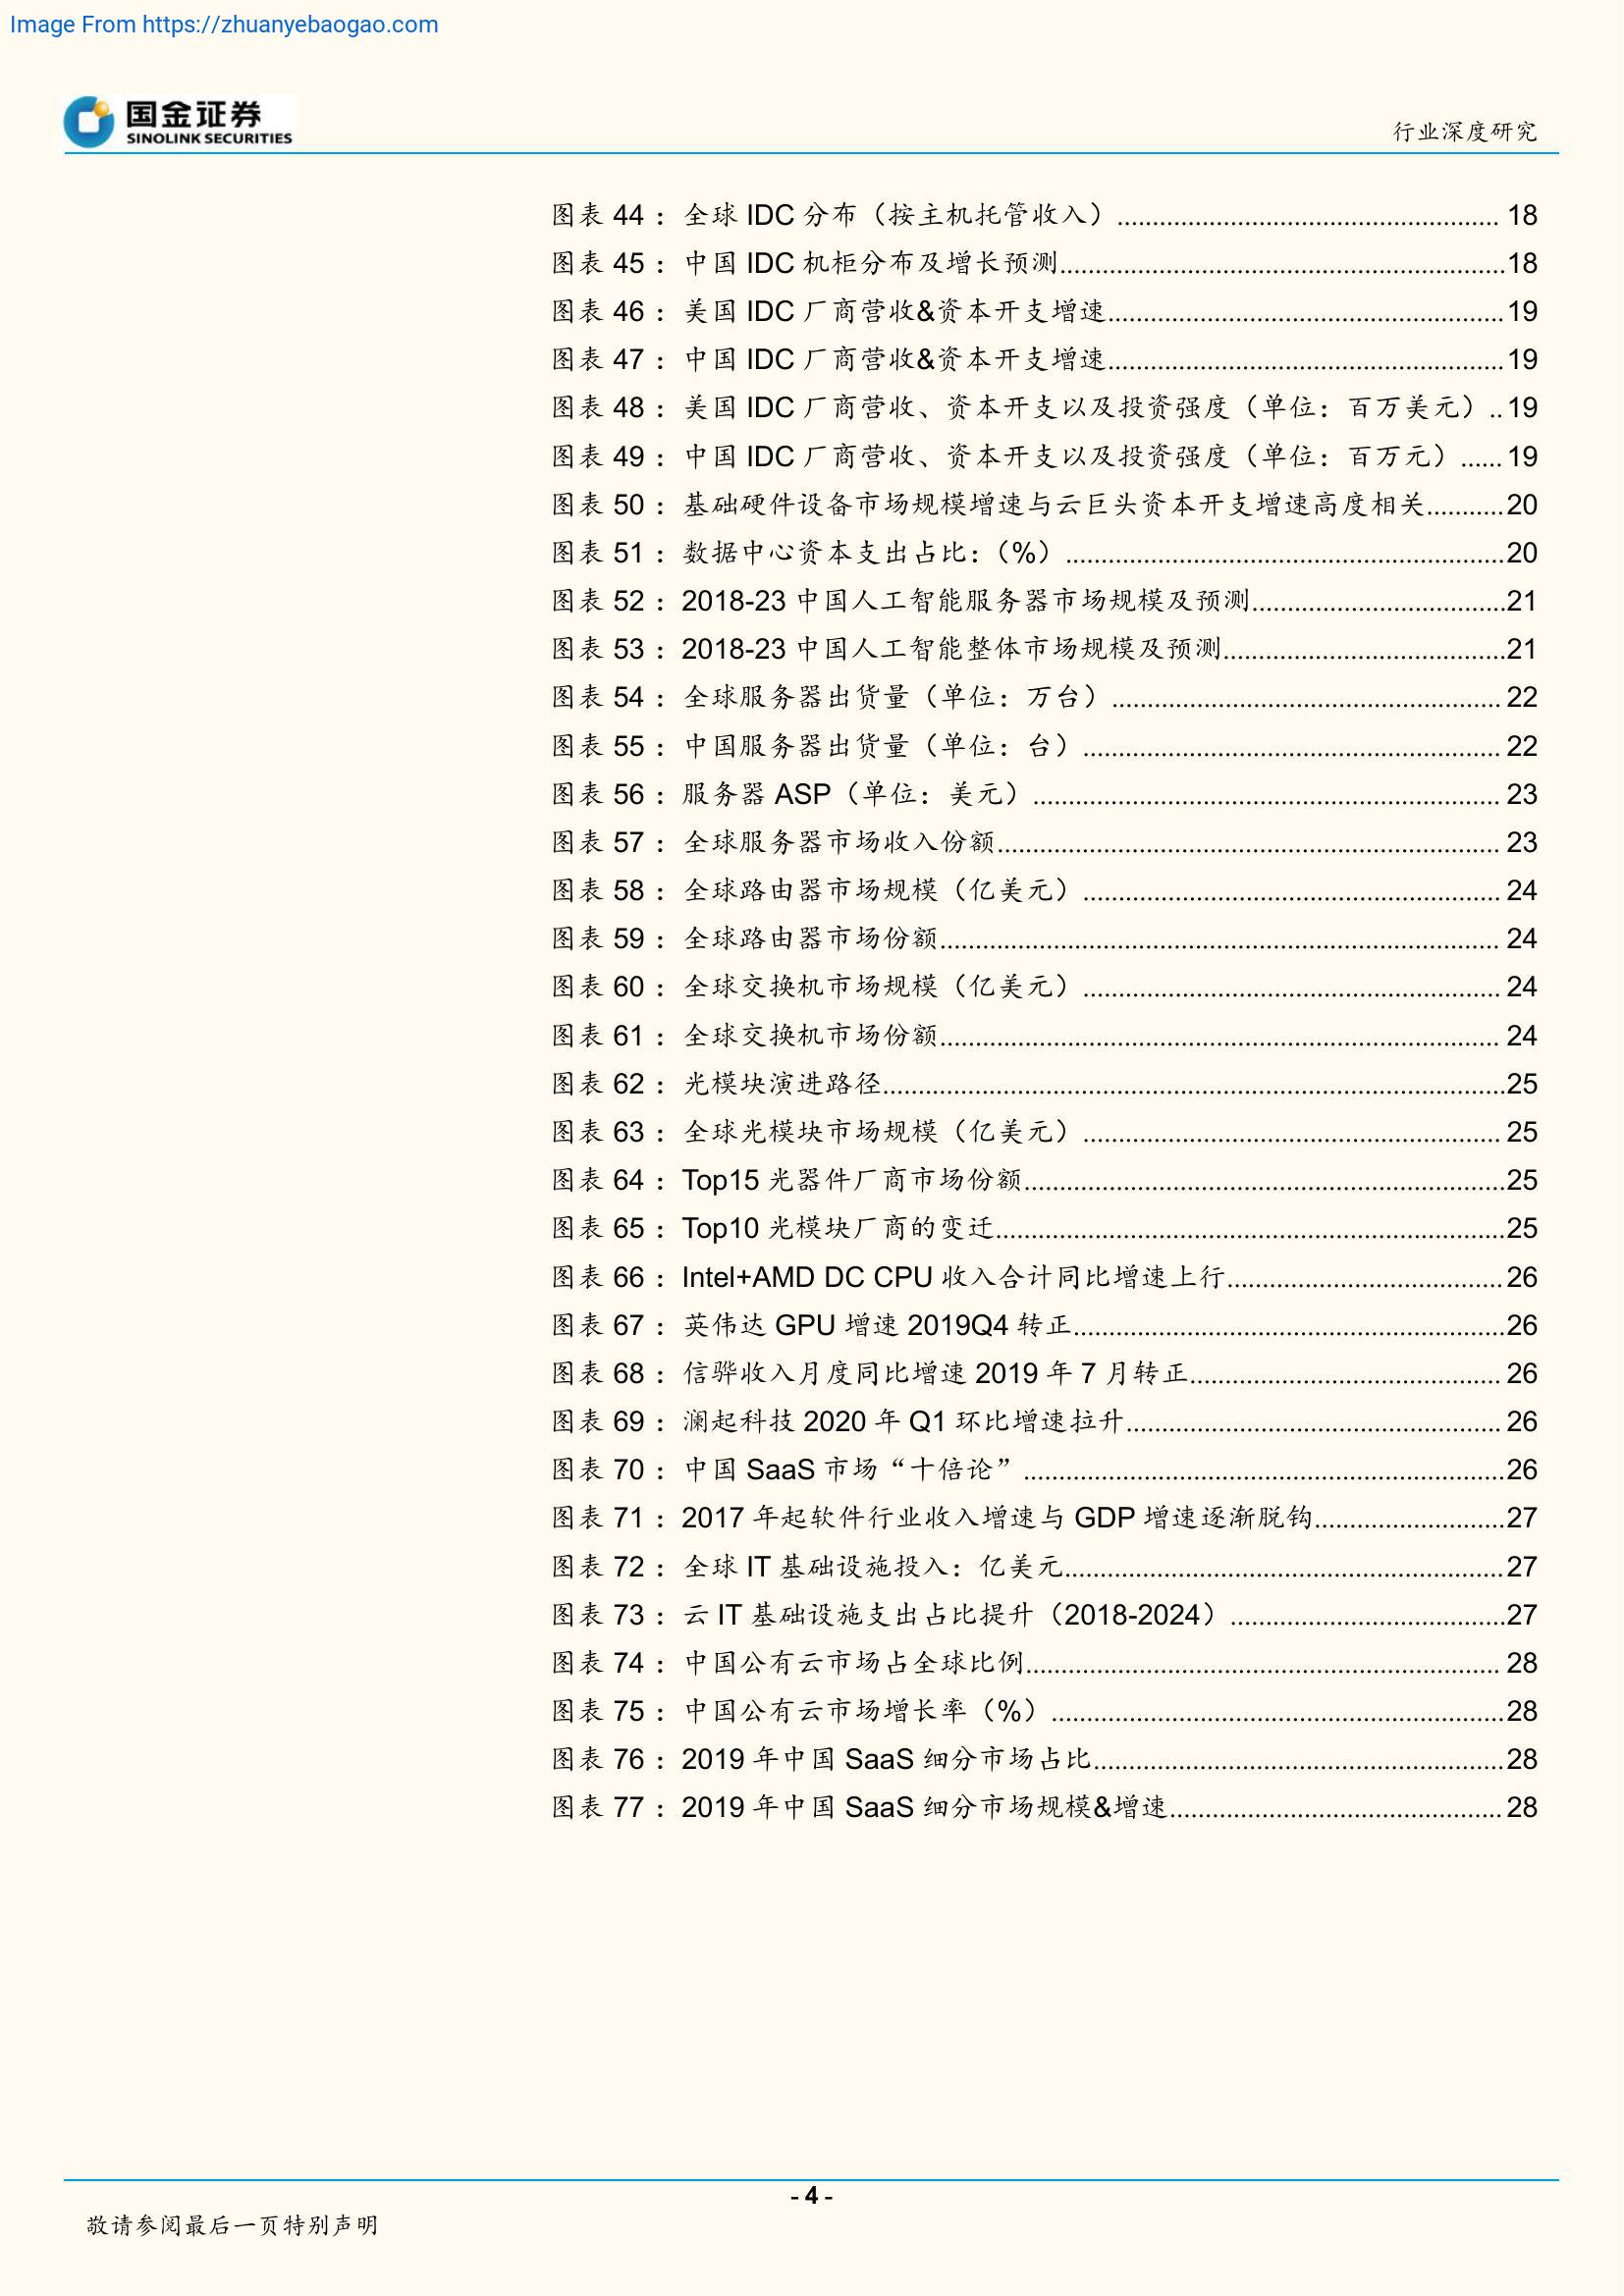 Image From https://zhuanyebaogao.com
国金证券
SINOLINK SECURITIES
行业深度研究
图表 44 ：全球 IDC 分布（按主机托管收入）.................................................... 18
图表 45 ：中国 IDC 机柜分布及增长预测..............................................................18
图表 46 ：美国 IDC 厂商营收&资本开支增速.......................................................19
图表 47 ：中国 IDC 厂商营收&资本开支增速.......................................................19
图表 48 ：美国 IDC 厂商营收、资本开支以及投资强度（单位：百万美元）..19
图表 49 ：中国 IDC 厂商营收、资本开支以及投资强度（单位：百万元）...... 19
图表 50 ：基础硬件设备市场规模增速与云巨头资本开支增速高度相关...........20
图表 51 ：数据中心资本支出占比：（%）.............................................................20
图表 52 ：2018-23 中国人工智能服务器市场规模及预测...................................21
图表 53 ：2018-23 中国人工智能整体市场规模及预测.......................................21
图表 54 ：全球服务器出货量（单位：万台）...................................................... 22
图表 55 ：中国服务器出货量（单位：台）.......................................................... 22
图表 56 ：服务器 ASP（单位：美元）................................................................. 23
图表 57 ：全球服务器市场收入份额...................................................................... 23
图表 58 ：全球路由器市场规模（亿美元）.......................................................... 24
图表 59 ：全球路由器市场份额.............................................................................. 24
图表 60 ：全球交换机市场规模（亿美元）.......................................................... 24
图表 61 ：全球交换机市场份额.............................................................................. 24
图表 62 ：光模块演进路径......................................................................................25
图表 63 ：全球光模块市场规模（亿美元）.......................................................... 25
图表 64 ：Top15 光器件厂商市场份额...................................................................25
图表 65 ：Top10 光模块厂商的变迁.......................................................................25
图表 66 ：Intel+AMD DC CPU 收入合计同比增速上行......................................26
图表 67 ：英伟达 GPU 增速 2019Q4 转正............................................................26
图表 68 ：信骅收入月度同比增速 2019 年 7 月转正........................................... 26
图表 69 ：澜起科技 2020 年 Q1 环比增速拉升.................................................... 26
图表 70 ：中国 SaaS 市场“十倍论”...................................................................26
图表 71 ：2017 年起软件行业收入增速与 GDP 增速逐渐脱钩..........................27
图表 72 ：全球 IT 基础设施投入：亿美元.............................................................27
图表 73 ：云 IT 基础设施支出占比提升（2018-2024）......................................27
图表 74 ：中国公有云市场占全球比例.................................................................. 28
图表 75 ：中国公有云市场增长率（%）...............................................................28
图表 76 ：2019 年中国 SaaS 细分市场占比.........................................................28
图表 77 ：2019 年中国 SaaS 细分市场规模&增速.............................................. 28
- 4 -
敬请参阅最后一页特别声明